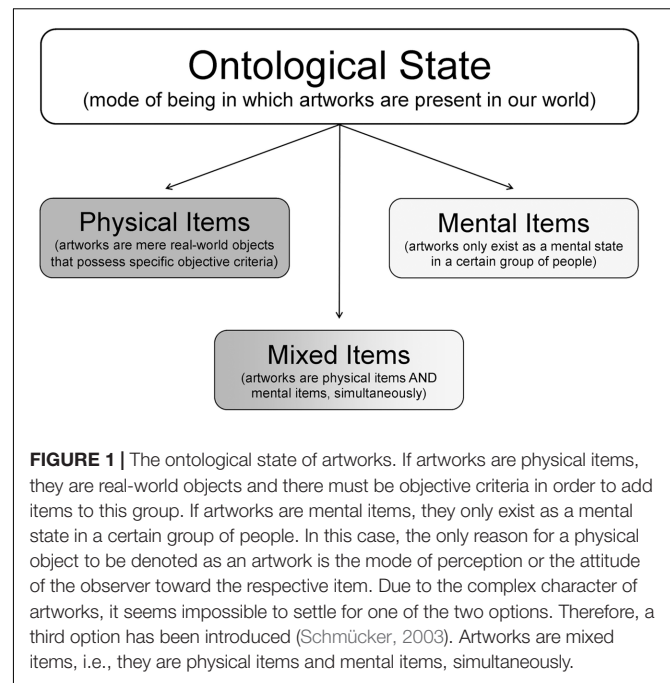 Ontological State
(mode of being in which artworks are present in our world)
Physical Items
(artworks are mere real-world objects
that possess specific objective criteria)
Mental Items
(artworks only exist as a mental state
in a certain group of people)
Mixed Items
(artworks are physical items AND
mental items, simultaneously)
FIGURE 1 | The ontological state of artworks. If artworks are physical items,
they are real-world objects and there must be objective criteria in order to add
items to this group. If artworks are mental items, they only exist as a mental
state in a certain group of people. In this case, the only reason for a physical
object to be denoted as an artwork is the mode of perception or the attitude
of the observer toward the respective item. Due to the complex character of
artworks, it seems impossible to settle for one of the two options. Therefore, a
third option has been introduced (Schmücker, 2003). Artworks are mixed
items, i.e., they are physical items and mental items, simultaneously.